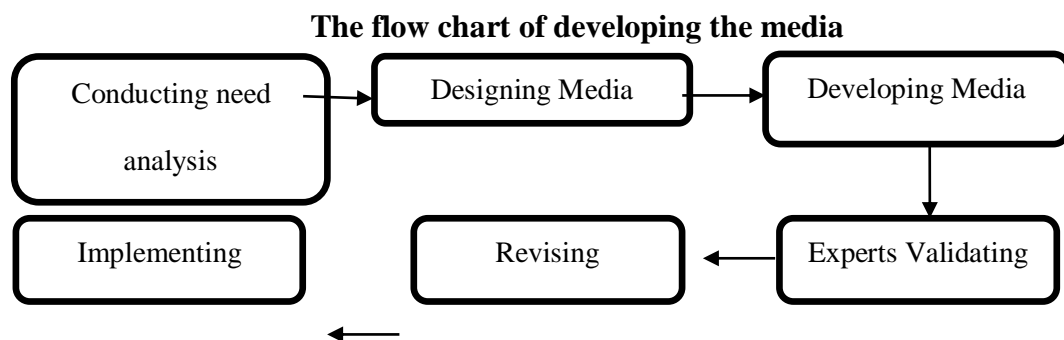 The flow chart of developing the media
Conducting need
analysis
Designing Media
Developing Media
Implementing
Revising
Experts Validating